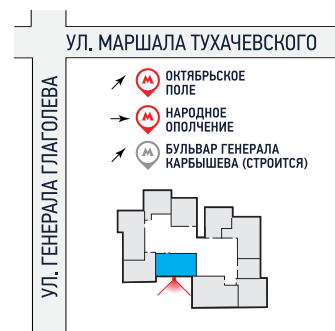 УЛ. МАРШАЛА ТУХАЧЕВСКОГО
УЛ. ГЕНЕРАЛА ГЛАГОЛЕВА
М ОКТЯБРЬСКОЕ
ПОЛЕ
М НАРОДНОЕ
ОПОЛЧЕНИЕ
М БУЛЬВАР ГЕНЕРАЛА
КАРБЫШЕВА (СТРОИТСЯ)